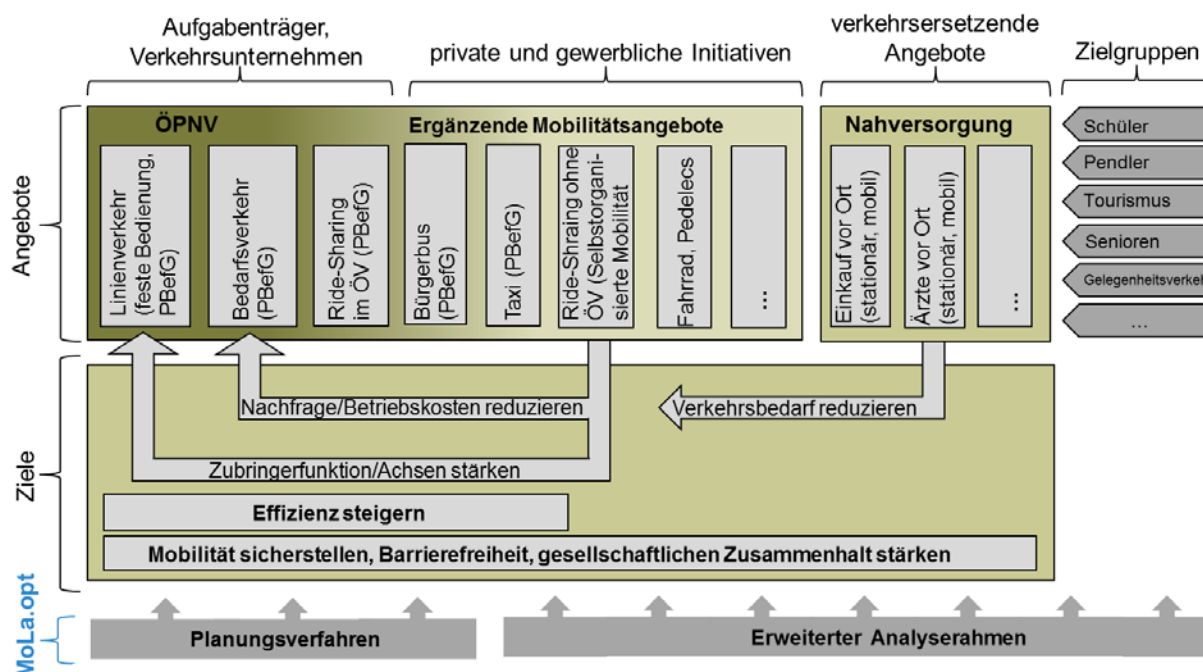 Aufgabenträger,
Verkehrsunternehmen
private und gewerbliche Initiativen
verkehrsersetzende
Angebote
Zielgruppen
Angebote
ÖPNV
Ergänzende Mobilitätsangebote
Nahversorgung
Linienverkehr
(feste Bedienung,
PBefG)
Bedarfsverkehr
(PBefG)
Ride-Sharing
im ÖV (PBefG)
Bürgerbus
(PBefG)
Taxi (PBefG)
Ride-Shraing ohne
ÖV (Selbstorgani-
sierte Mobilität
Fahrrad, Pedelecs
...
Einkauf vor Ort
(stationär, mobil)
Ärzte vor Ort
(stationär, mobil)
...
Schüler
Pendler
Tourismus
Senioren
Gelegenheitsverkehr
...
Ziele
Nachfrage/Betriebskosten reduzieren
Verkehrsbedarf reduzieren
Zubringerfunktion/Achsen stärken
Effizienz steigern
Mobilität sicherstellen, Barrierefreiheit, gesellschaftlichen Zusammenhalt stärken
MoLa.opt
Planungsverfahren
Erweiterter Analyserahmen